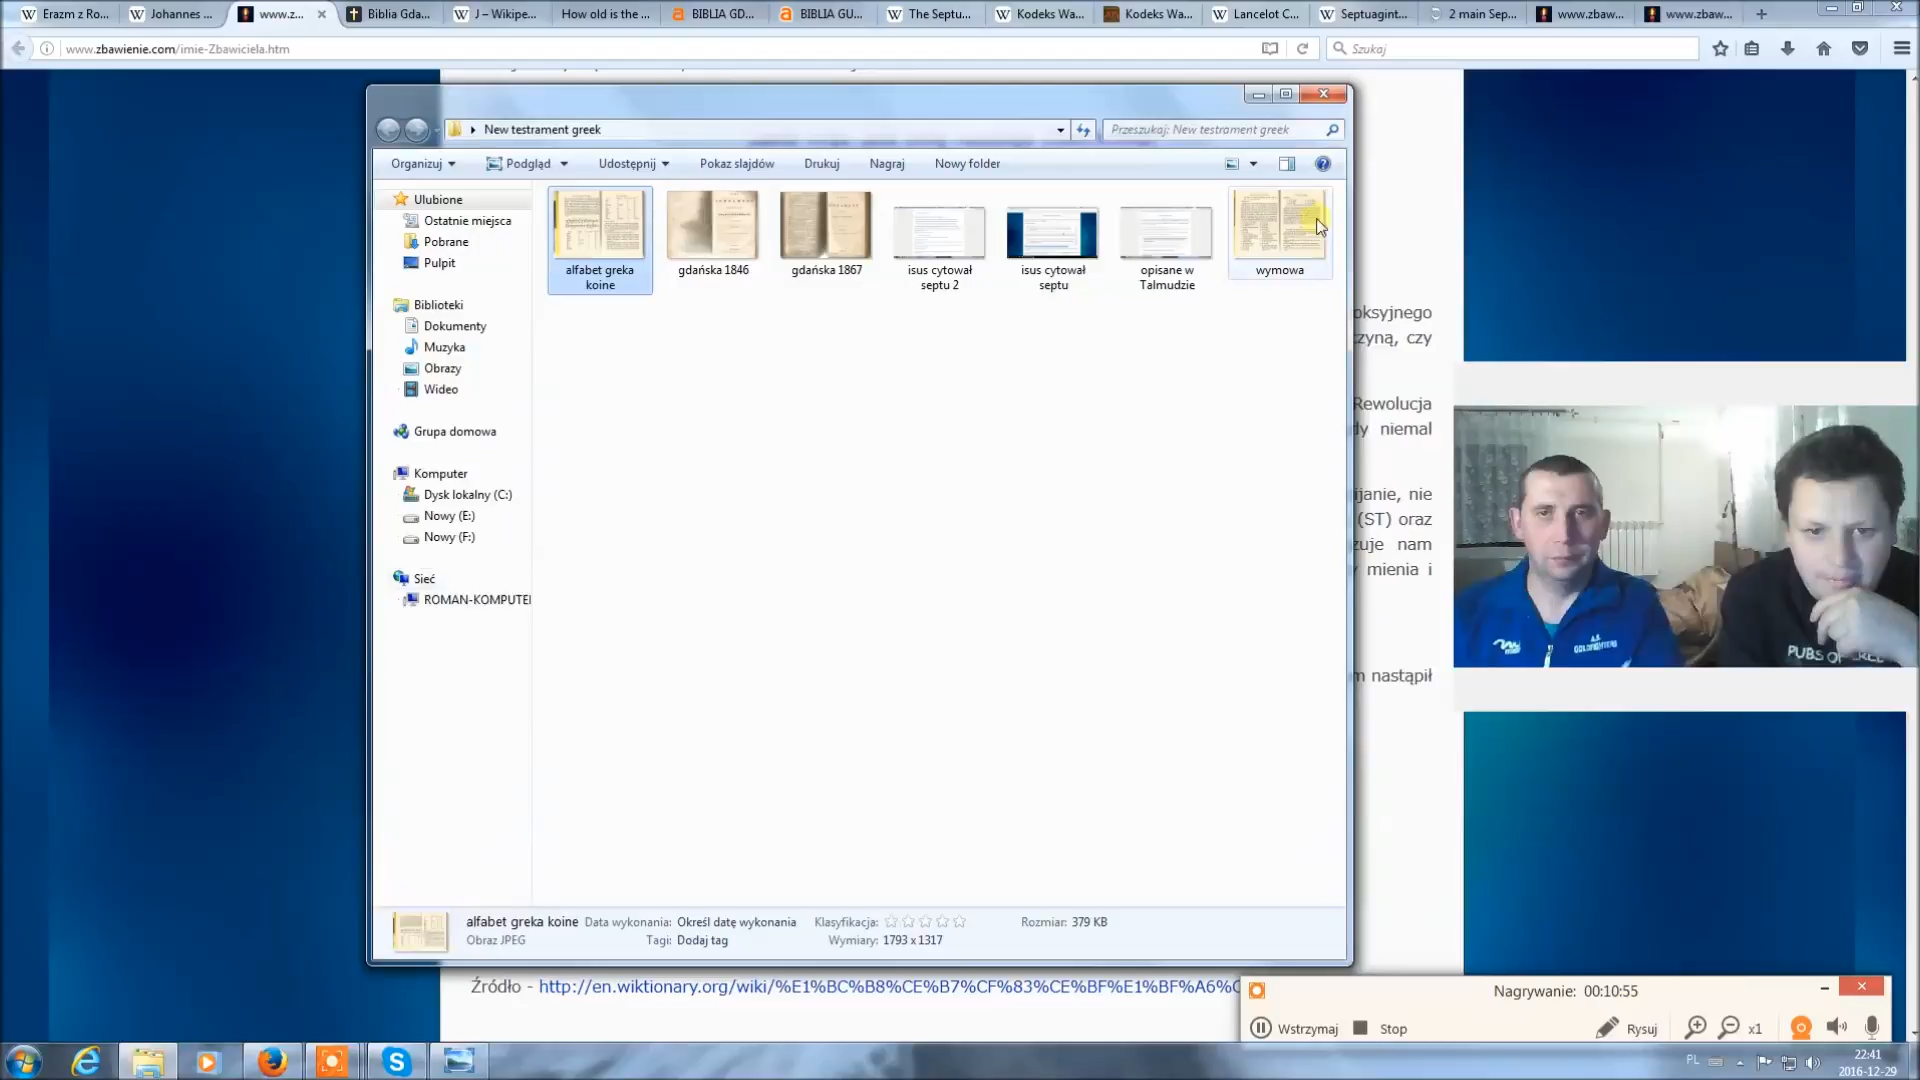 Erazm z Ro...
Johannes ...
www.z...
Biblia Gda...
J – Wikipe...
How old is the ...
BIBLIA GD...
BIBLIA GU...
The Septu...
Kodeks Wa...
Kodeks Wa...
Lancelot C...
Septuagint...
2 main Sep...
www.zbaw...
www.zbaw...
www.zbawienie.com/imie-Zbawiciela.htm
Szukaj
New testrament greek
Przeszukaj: New testrament greek
Organizuj
Podgląd
Udostępnij
Pokaz slajdów
Drukuj
Nagraj
Nowy folder
Ulubione
Ostatnie miejsca
Pobrane
Pulpit
Biblioteki
Dokumenty
Muzyka
Obrazy
Wideo
Grupa domowa
Komputer
Dysk lokalny (C:)
Nowy (E:)
Nowy (F:)
Sieć
ROMAN-KOMPUTE
alfabet greka
koine
gdańska 1846
gdańska 1867
isus cytował
septu 2
isus cytował
septu
opisane w
Talmudzie
wymowa
oksyjnego
czyną, czy
Rewolucja
dy niemal
ijanie, nie
(ST) oraz
zuje nam
mienia i
m nastąpił
A.S.
GOLDFIGHTERS
PUBS OF
alfabet greka koine
Data wykonania: Określ datę wykonania
Klasyfikacja:
Rozmiar: 379 KB
Obraz JPEG
Tagi: Dodaj tag
Wymiary: 1793 x 1317
Źródło - http://en.wiktionary.org/wiki/%E1%BC%B8%CE%B7%CF%83%CE%BF%E1%BF%A6%C
Nagrywanie: 00:10:55
Wstrzymaj
Stop
Rysuj
x1
PL
22:41
2016-12-29